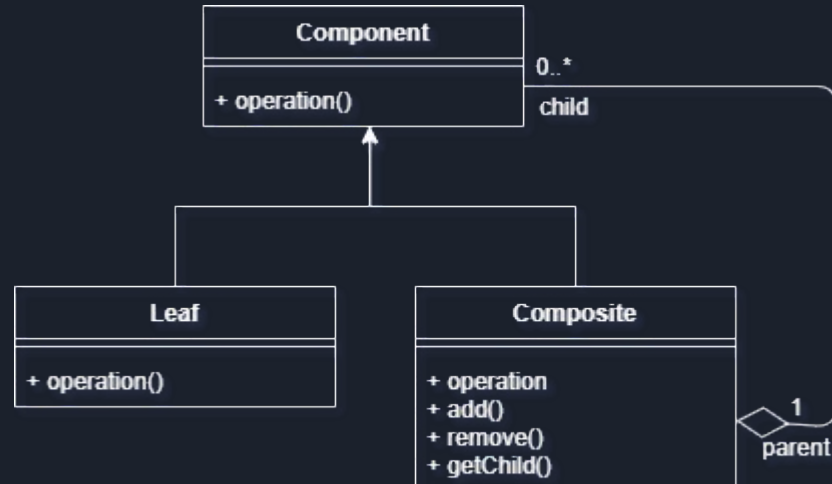 Component
+ operation()
0..*
child
Leaf
+ operation()
Composite
+ operation
+ add()
+ remove()
+ getChild()
1
parent